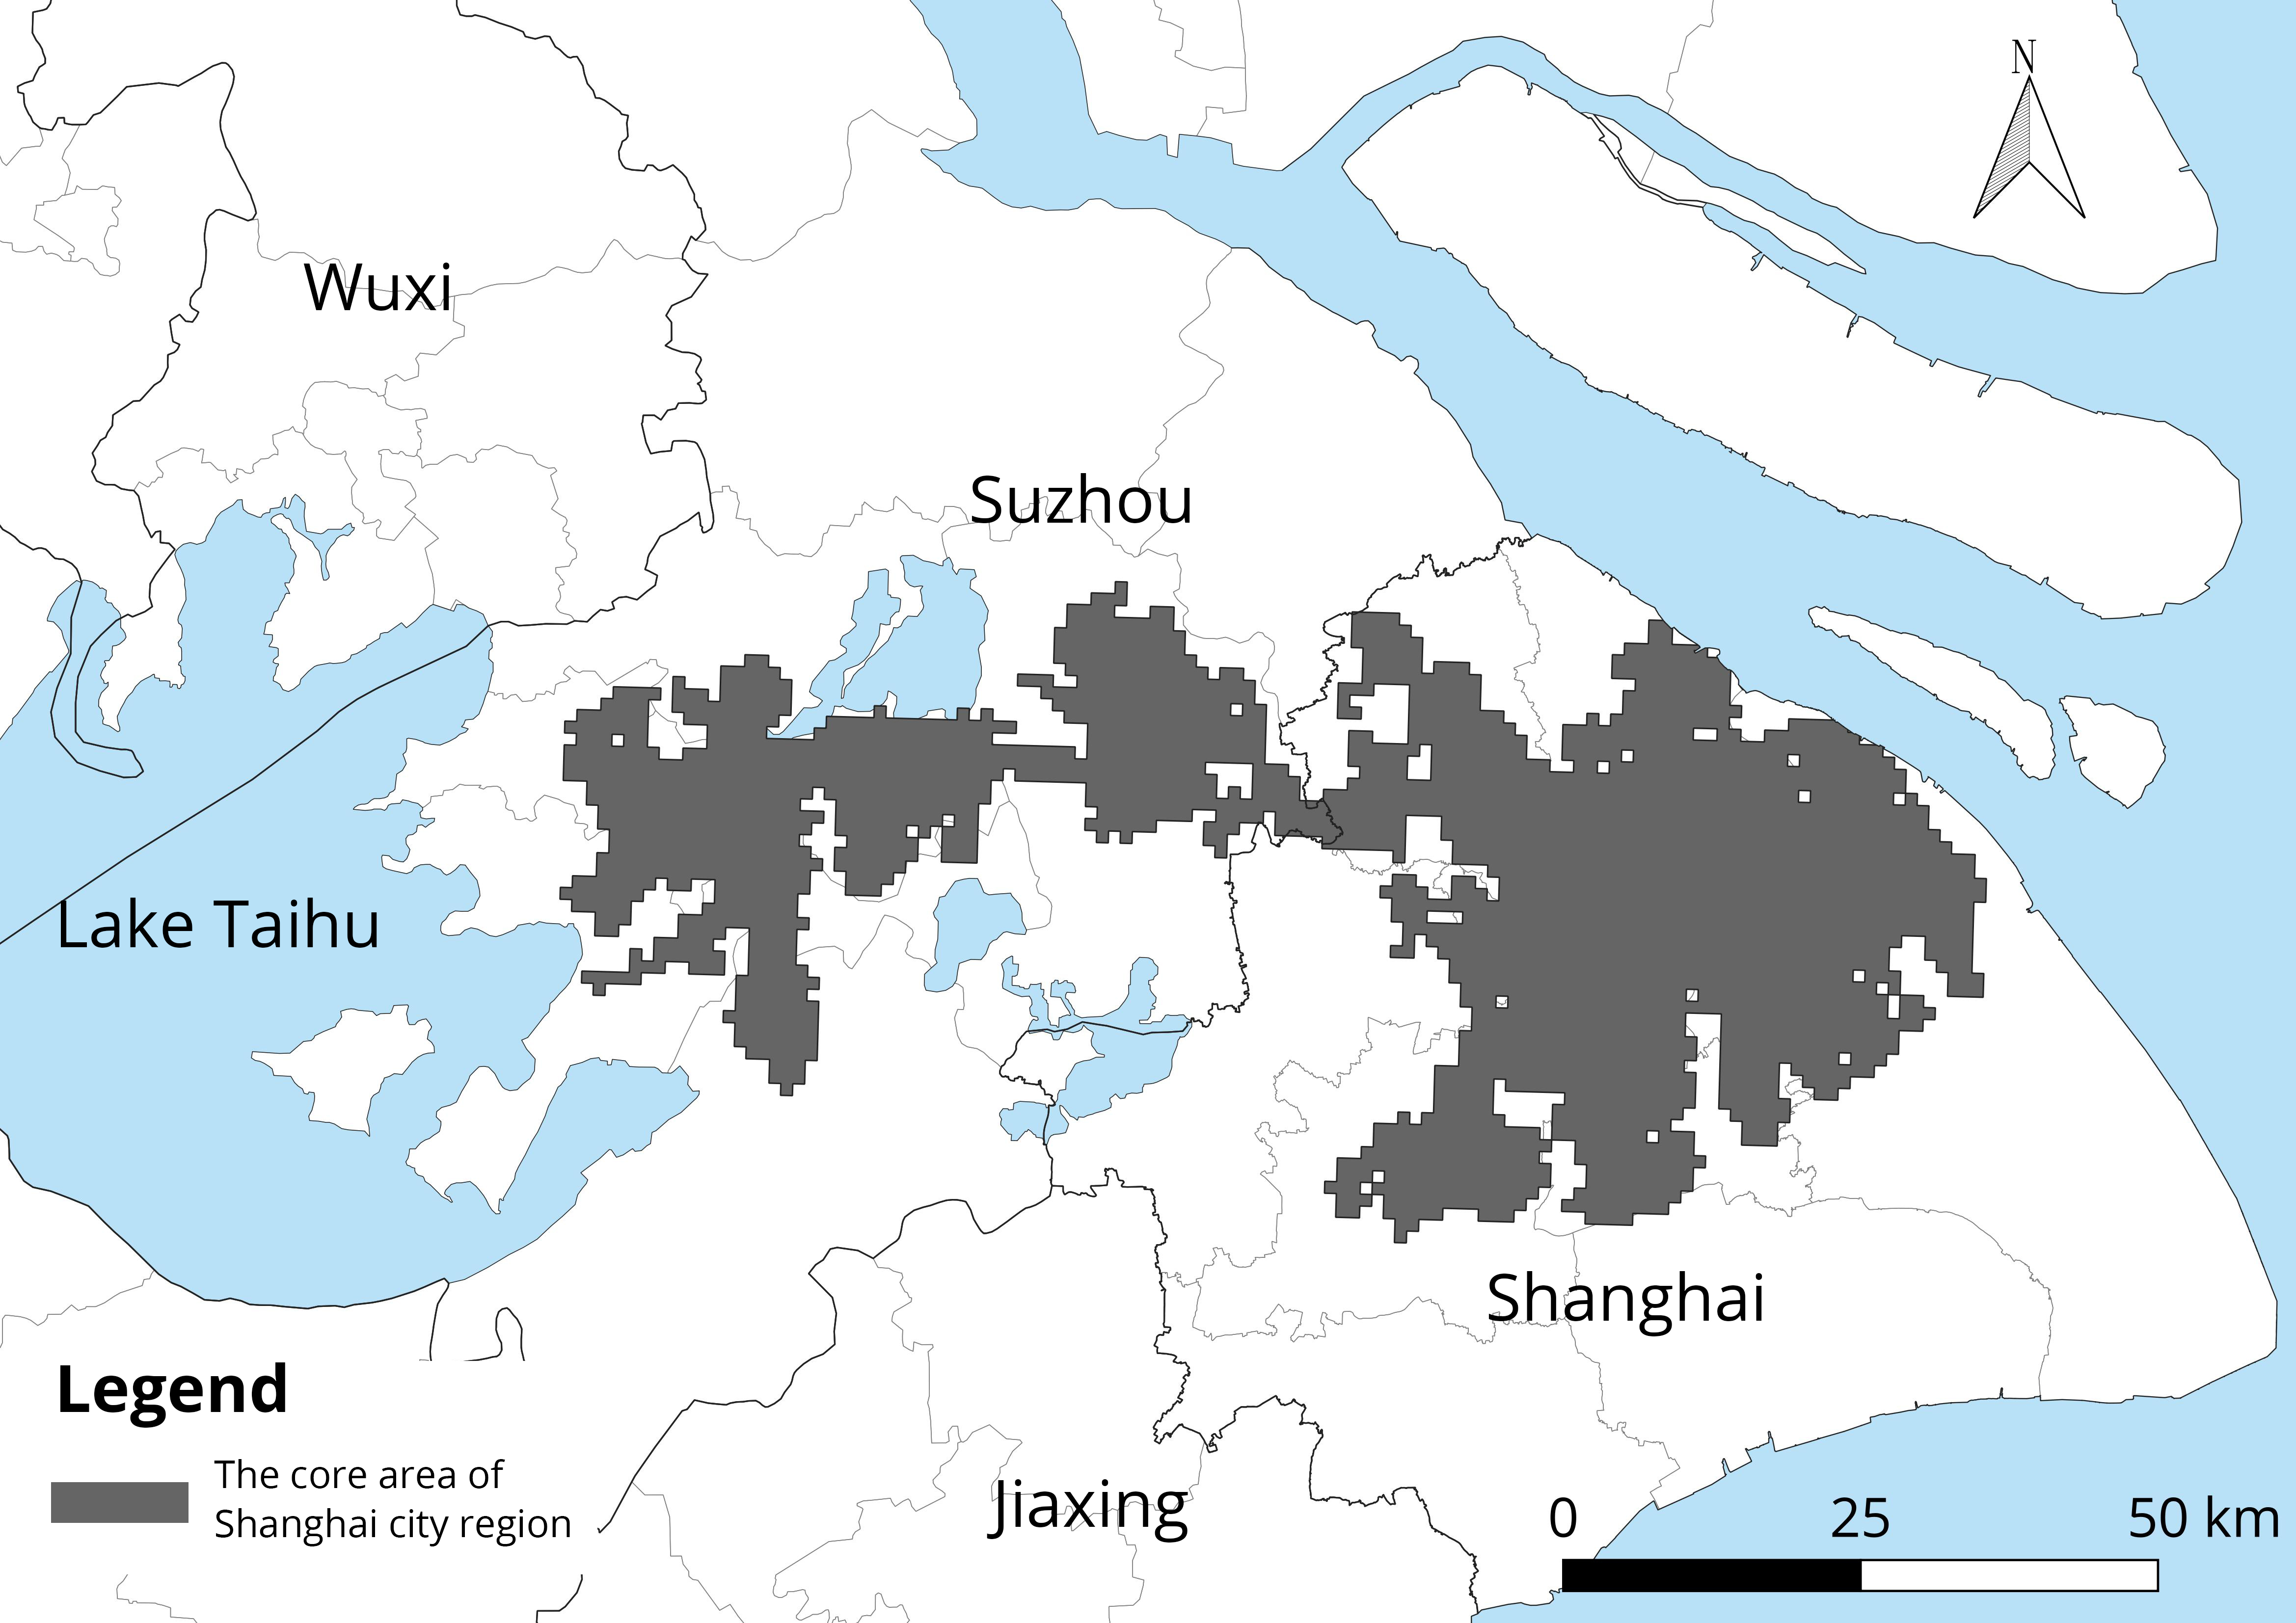 N
Wuxi
Suzhou
Lake Taihu
Shanghai
Legend
The core area of
Shanghai city region
Jiaxing
0 25 50 km